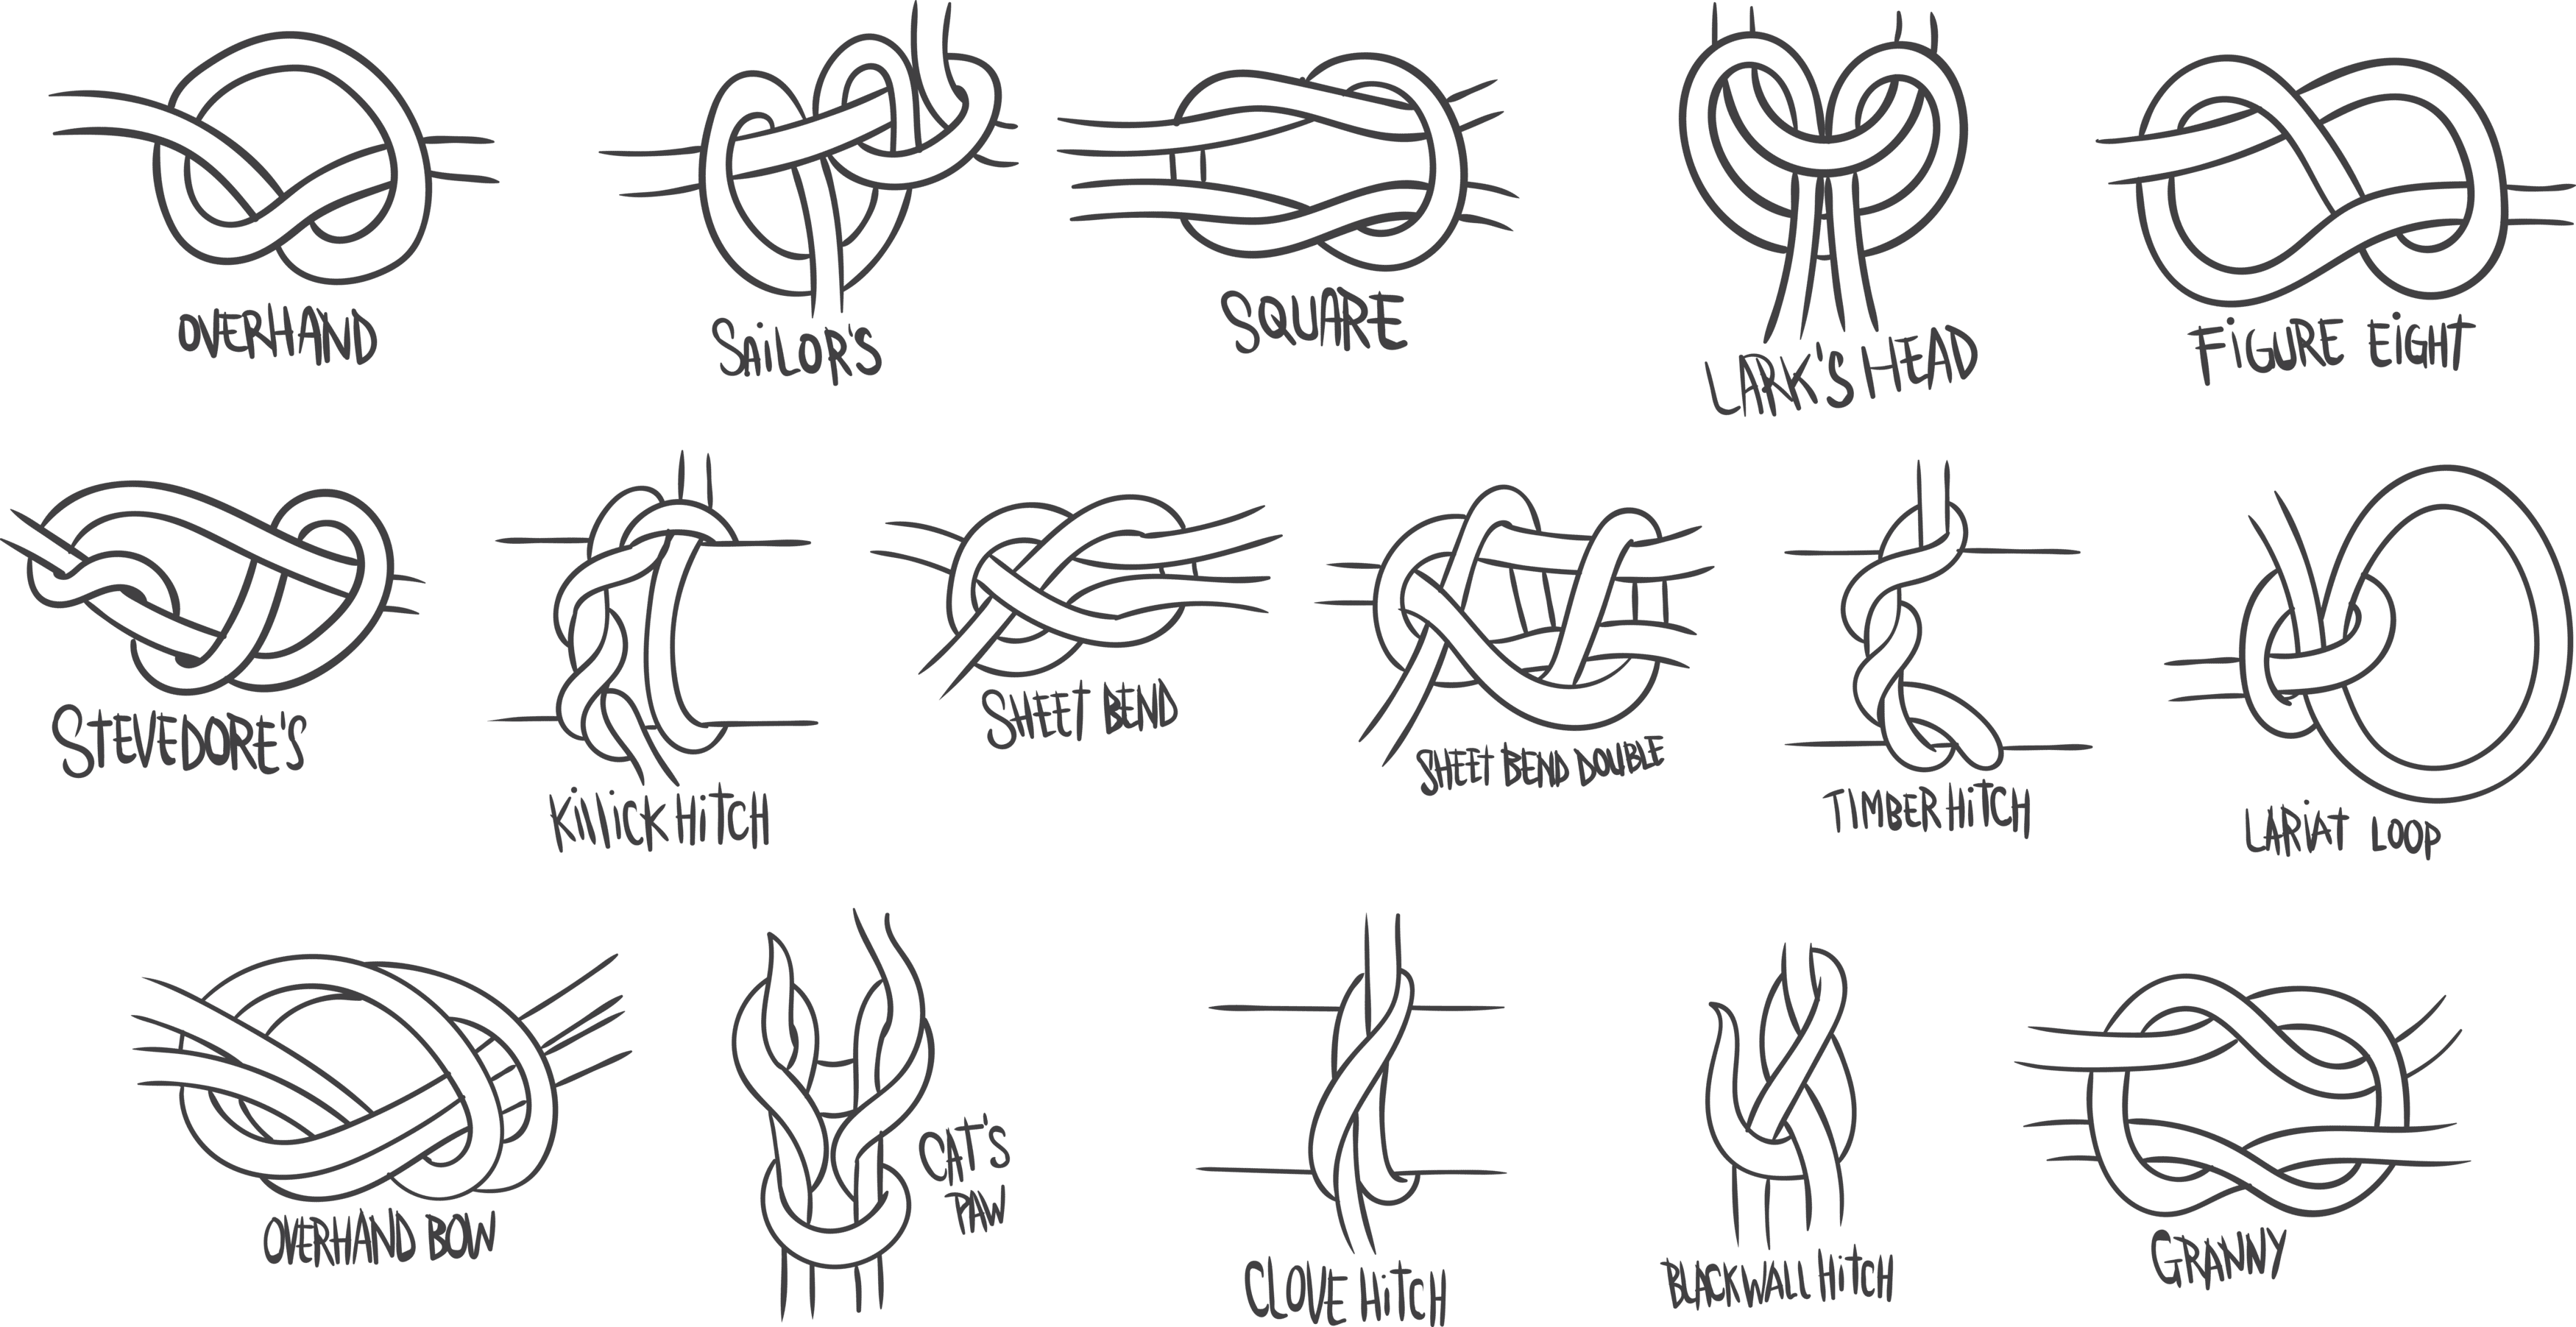 OVERHAND
SAiLOR'S
SQUARE
LARK'S HEAD
FiGURE EiGHT
STEVEDORE'S
KilliCK HiTCH
SHEET BEND
SHEET BEND DOUBLE
TIMBER HiTCH
LARiAT LOOP
OVERHAND BOW
CAT'S
PAW
CLOVE HiTCH
BLACKWALL HiTCH
GRANNY